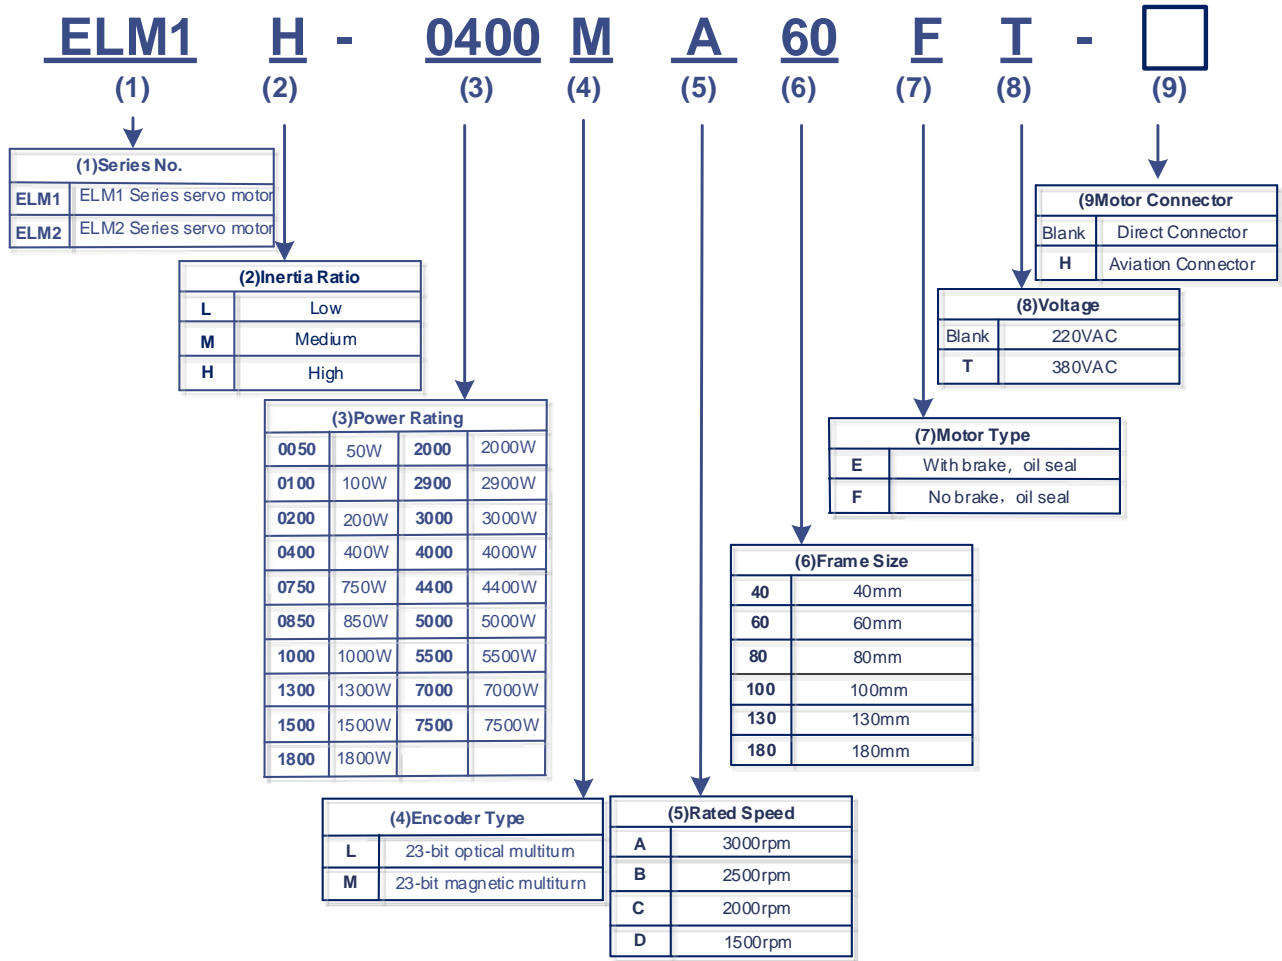 ELM1 H - 0400 M A 60 F T -
(1) (2) (3) (4) (5) (6) (7) (8) (9)
(1)Series No.
ELM1 ELM1 Series servo motor
ELM2 ELM2 Series servo motor
(2)Inertia Ratio
L Low
M Medium
H High
(3)Power Rating
0050 50W 2000 2000W
0100 100W 2900 2900W
0200 200W 3000 3000W
0400 400W 4000 4000W
0750 750W 4400 4400W
0850 850W 5000 5000W
1000 1000W 5500 5500W
1300 1300W 7000 7000W
1500 1500W 7500 7500W
1800 1800W
(4)Encoder Type
L 23-bit optical multiturn
M 23-bit magnetic multiturn
(5)Rated Speed
A 3000rpm
B 2500rpm
C 2000rpm
D 1500rpm
(6)Frame Size
40 40mm
60 60mm
80 80mm
100 100mm
130 130mm
180 180mm
(7)Motor Type
E With brake, oil seal
F No brake, oil seal
(8)Voltage
Blank 220VAC
T 380VAC
(9Motor Connector
Blank Direct Connector
H Aviation Connector